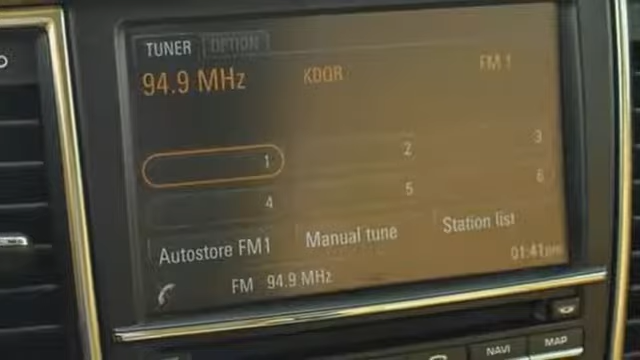 TUNER OPTION
94.9 MHz KDQR FM 1
1 2 3
4 5 6
Autostore FM1 Manual tune Station list
01:41pm
FM 94.9 MHz
NAVI MAP